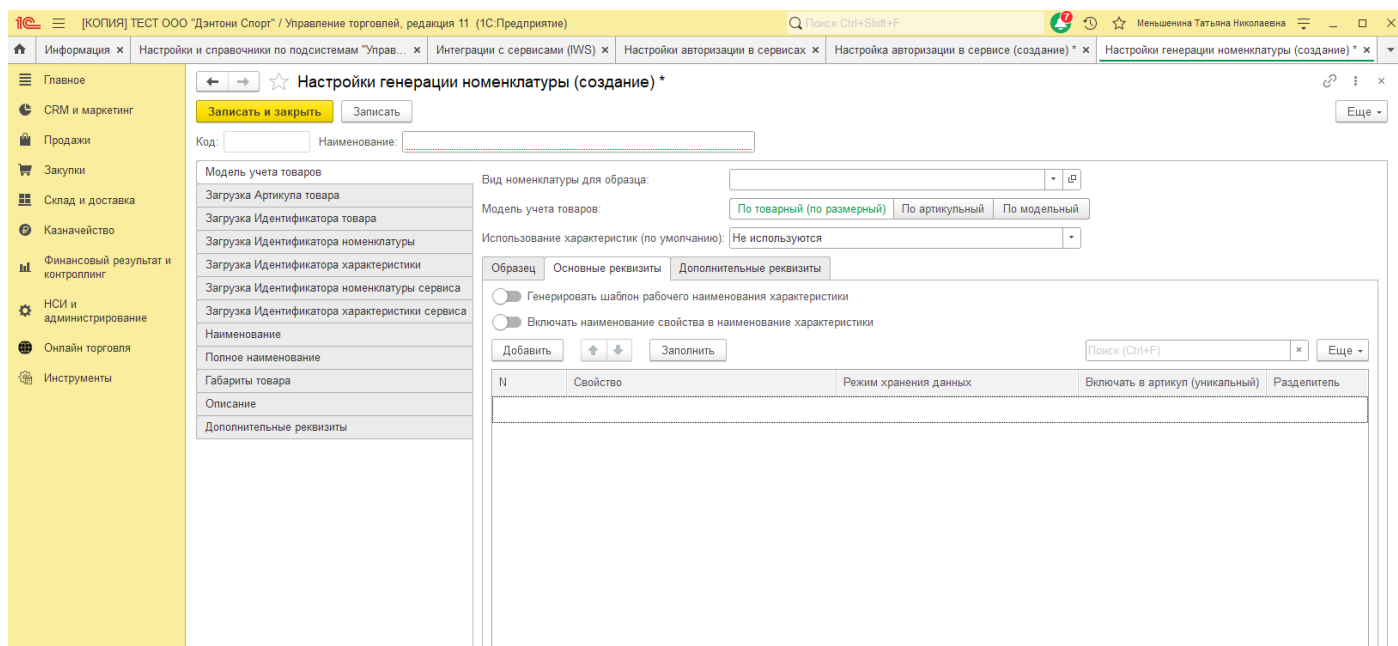 [КОПИЯ] ТЕСТ ООО "Дэнтони Спорт" / Управление торговлей, редакция 11 (1С:Предприятие) Поиск Ctrl+Shift+F 7 Меньшенина Татьяна Николаевна
Информация × Настройки и справочники по подсистемам "Управ... × Интеграции с сервисами (IWS) × Настройки авторизации в сервисах × Настройка авторизации в сервисе (создание) * × Настройки генерации номенклатуры (создание) * ×
Главное
CRM и маркетинг
Продажи
Закупки
Склад и доставка
Казначейство
Финансовый результат и
контроллинг
НСИ и
администрирование
Онлайн торговля
Инструменты
Настройки генерации номенклатуры (создание) *
Записать и закрыть Записать Еще
Код: Наименование:
Модель учета товаров
Загрузка Артикула товара
Загрузка Идентификатора товара
Загрузка Идентификатора номенклатуры
Загрузка Идентификатора характеристики
Загрузка Идентификатора номенклатуры сервиса
Загрузка Идентификатора характеристики сервиса
Наименование
Полное наименование
Габариты товара
Описание
Дополнительные реквизиты
Вид номенклатуры для образца:
Модель учета товаров: По товарный (по размерный) По артикульный По модельный
Использование характеристик (по умолчанию): Не используются
Образец Основные реквизиты Дополнительные реквизиты
Генерировать шаблон рабочего наименования характеристики
Включать наименование свойства в наименование характеристики
Добавить Заполнить Поиск (Ctrl+F) × Еще
N Свойство Режим хранения данных Включать в артикул (уникальный) Разделитель